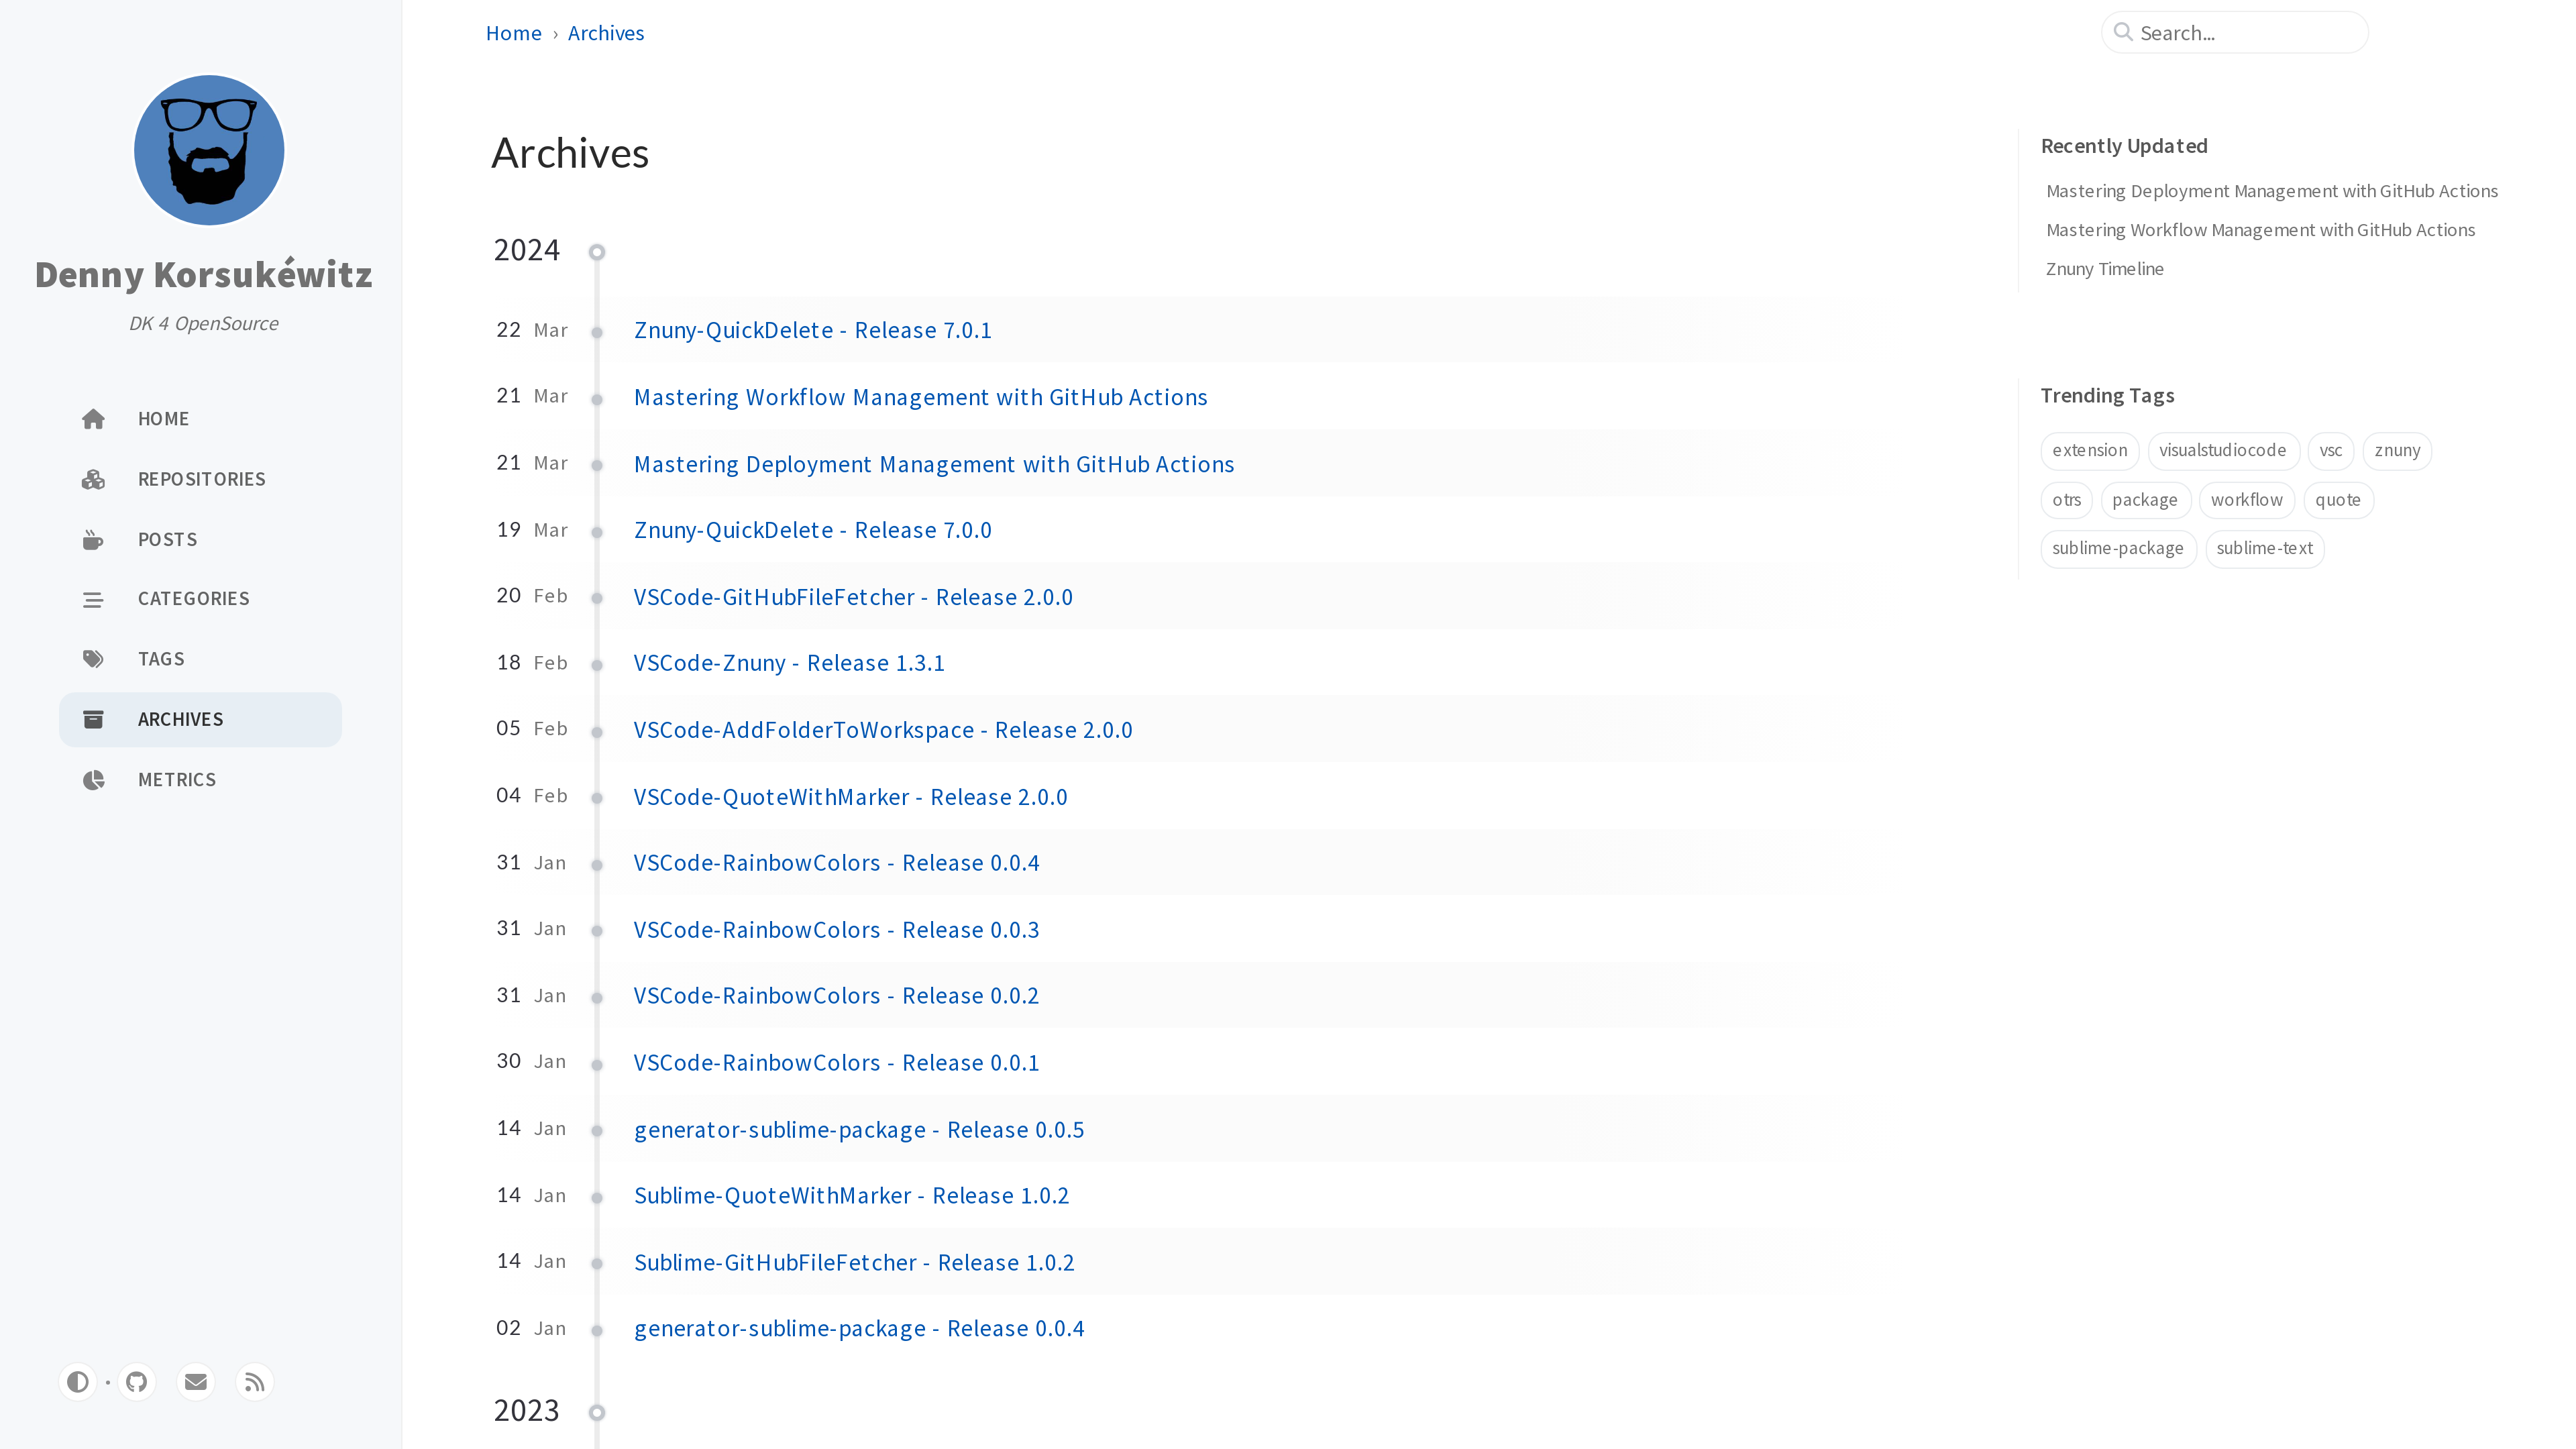 Denny Korsukéwitz
DK 4 OpenSource
HOME
REPOSITORIES
POSTS
CATEGORIES
TAGS
ARCHIVES
METRICS
Home › Archives
Search...
Archives
2024
22 Mar Znuny-QuickDelete - Release 7.0.1
21 Mar Mastering Workflow Management with GitHub Actions
21 Mar Mastering Deployment Management with GitHub Actions
19 Mar Znuny-QuickDelete - Release 7.0.0
20 Feb VSCode-GitHubFileFetcher - Release 2.0.0
18 Feb VSCode-Znuny - Release 1.3.1
05 Feb VSCode-AddFolderToWorkspace - Release 2.0.0
04 Feb VSCode-QuoteWithMarker - Release 2.0.0
31 Jan VSCode-RainbowColors - Release 0.0.4
31 Jan VSCode-RainbowColors - Release 0.0.3
31 Jan VSCode-RainbowColors - Release 0.0.2
30 Jan VSCode-RainbowColors - Release 0.0.1
14 Jan generator-sublime-package - Release 0.0.5
14 Jan Sublime-QuoteWithMarker - Release 1.0.2
14 Jan Sublime-GitHubFileFetcher - Release 1.0.2
02 Jan generator-sublime-package - Release 0.0.4
2023
Recently Updated
Mastering Deployment Management with GitHub Actions
Mastering Workflow Management with GitHub Actions
Znuny Timeline
Trending Tags
extension visualstudiocode vsc znuny
otrs package workflow quote
sublime-package sublime-text